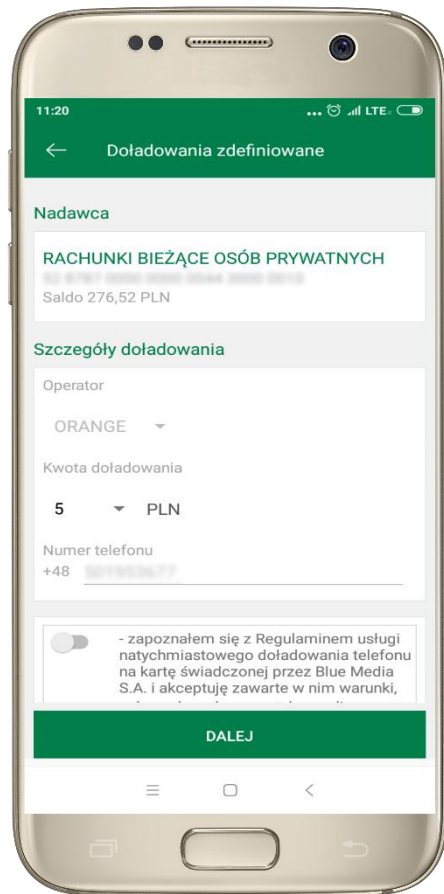 11:20
... LTE
Doładowania zdefiniowane
Nadawca
RACHUNKI BIEŻĄCE OSÓB PRYWATNYCH
Saldo 276,52 PLN
Szczegóły doładowania
Operator
ORANGE
Kwota doładowania
5 PLN
Numer telefonu
+48
- zapoznałem się z Regulaminem usługi
natychmiastowego doładowania telefonu
na kartę świadczonej przez Blue Media
S.A. i akceptuję zawarte w nim warunki,
DALEJ